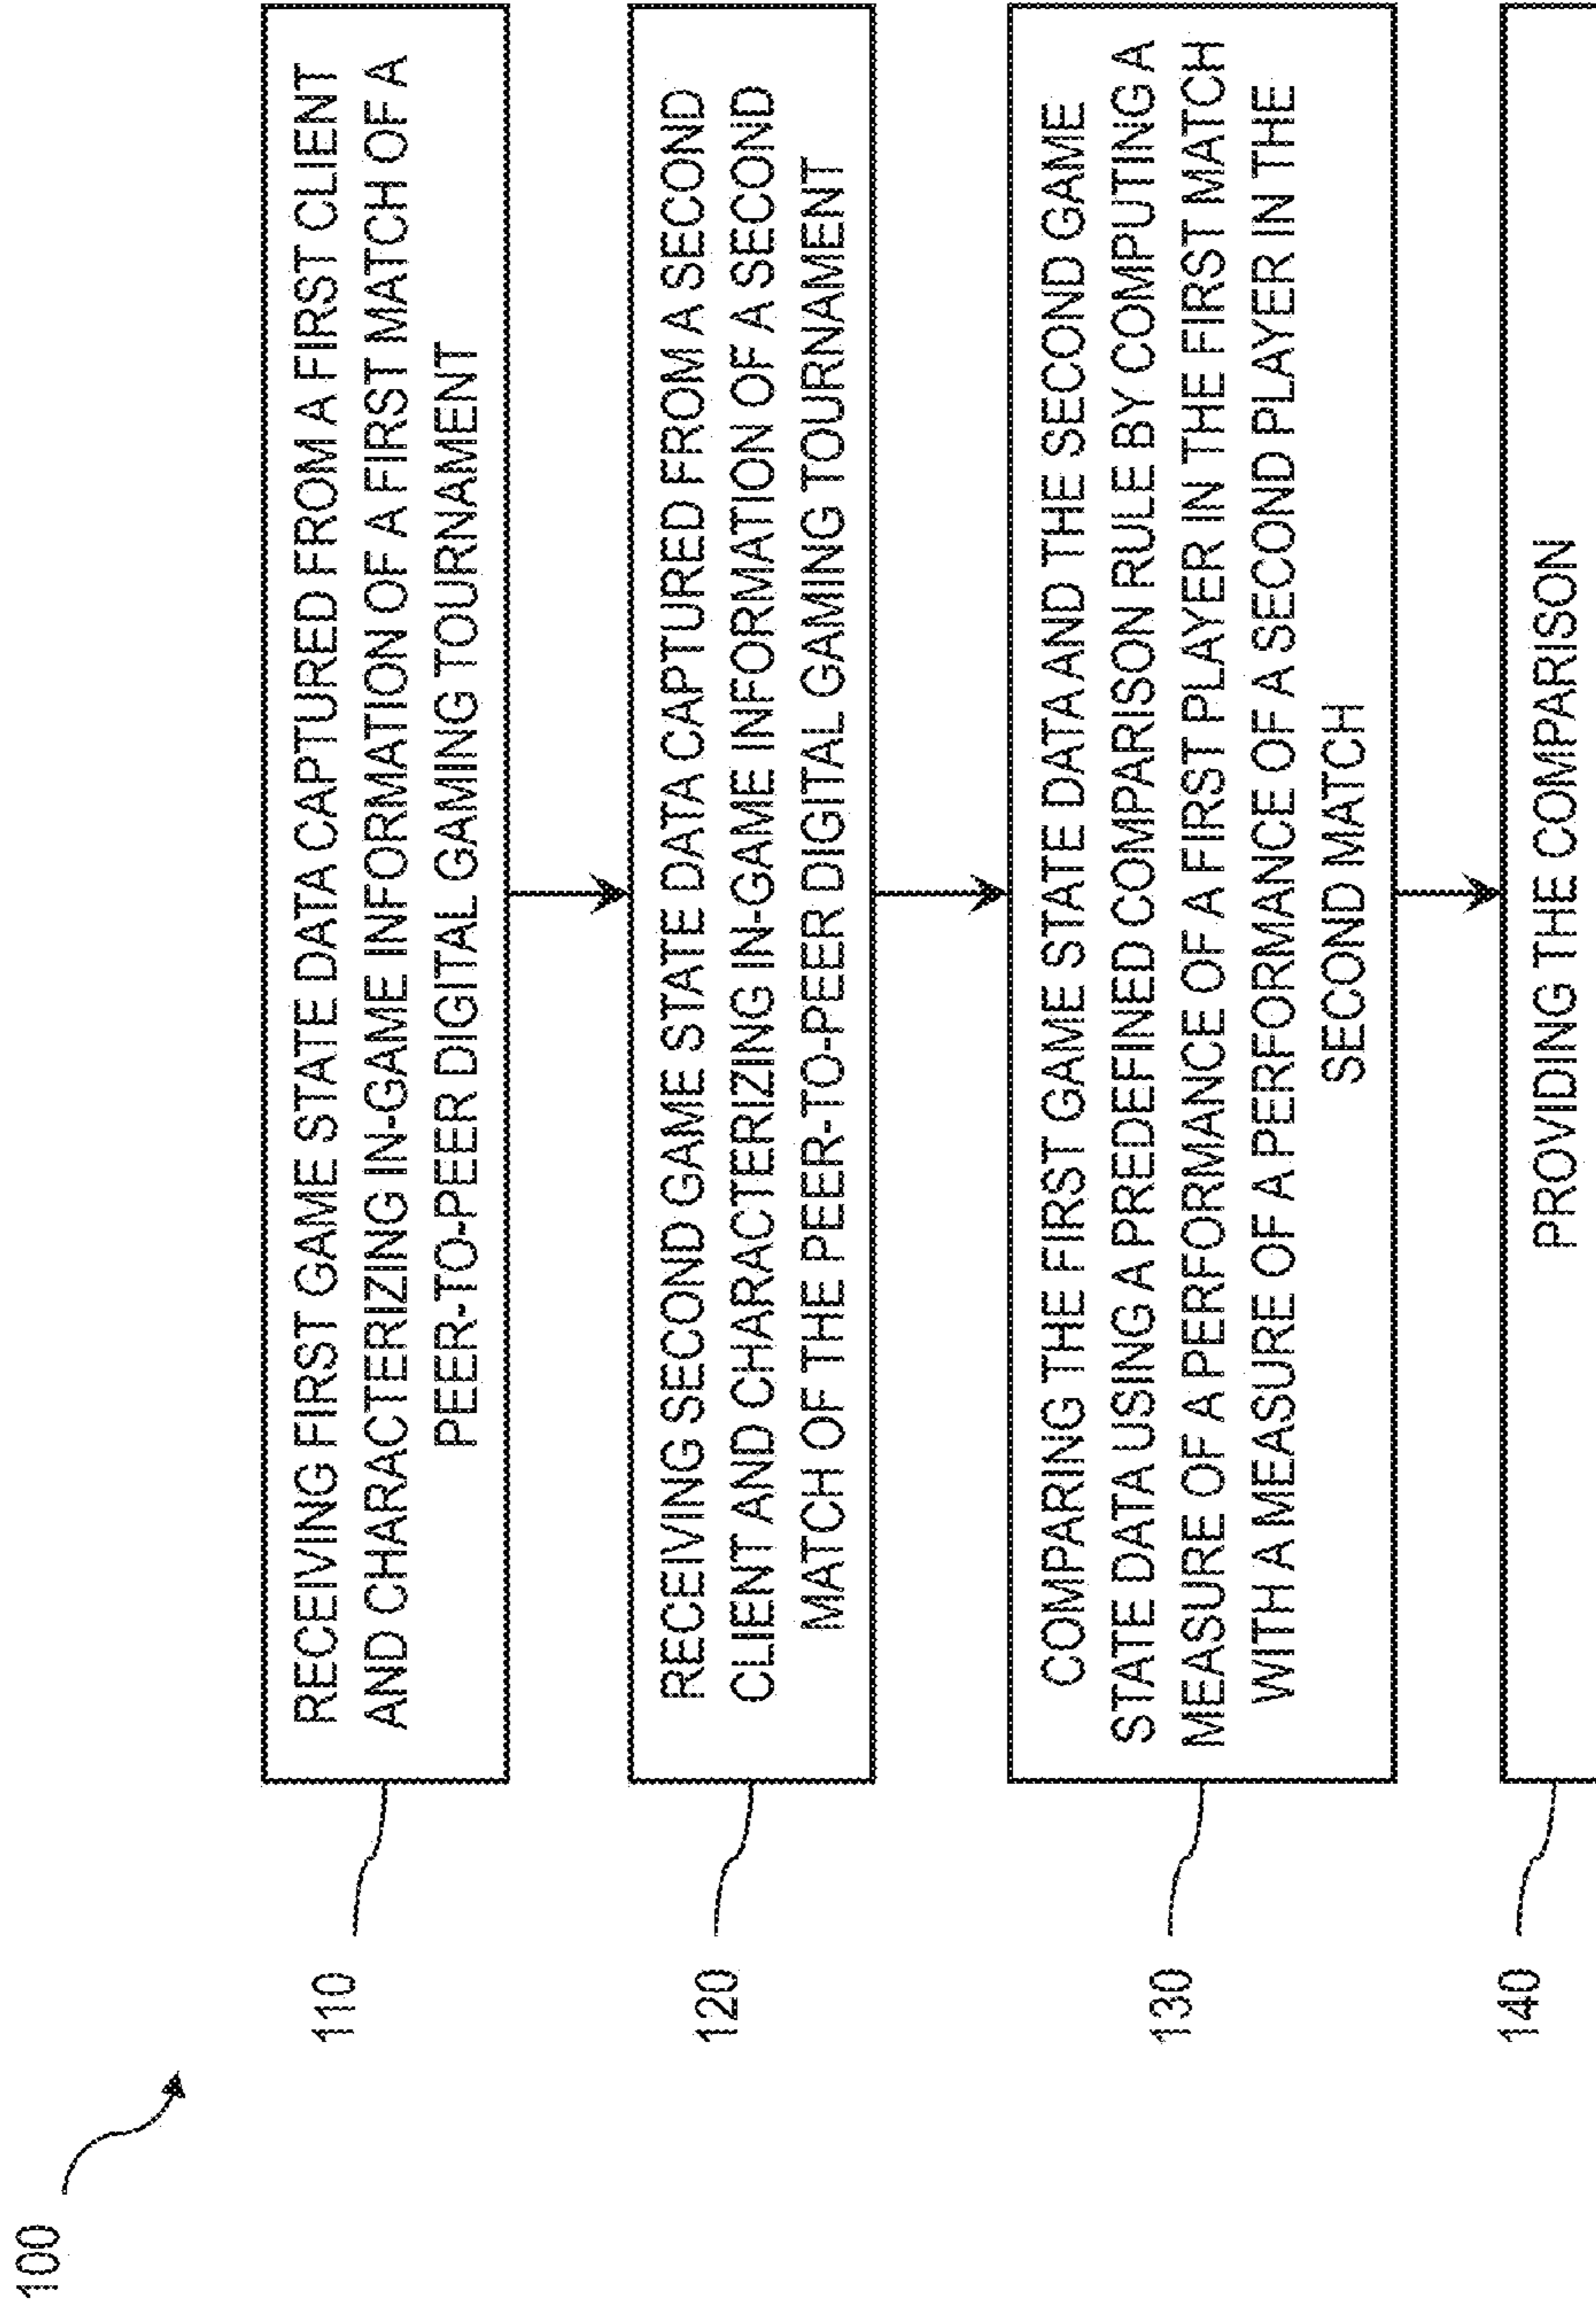 100
110
RECEIVING FIRST GAME STATE DATA CAPTURED FROM A FIRST CLIENT
AND CHARACTERIZING IN-GAME INFORMATION OF A FIRST MATCH OF A
PEER-TO-PEER DIGITAL GAMING TOURNAMENT
120
RECEIVING SECOND GAME STATE DATA CAPTURED FROM A SECOND
CLIENT AND CHARACTERIZING IN-GAME INFORMATION OF A SECOND
MATCH OF THE PEER-TO-PEER DIGITAL GAMING TOURNAMENT
130
COMPARING THE FIRST GAME STATE DATA AND THE SECOND GAME
STATE DATA USING A PREDEFINED COMPARISON RULE BY COMPUTING A
MEASURE OF A PERFORMANCE OF A FIRST PLAYER IN THE FIRST MATCH
WITH A MEASURE OF A PERFORMANCE OF A SECOND PLAYER IN THE
SECOND MATCH
140
PROVIDING THE COMPARISON